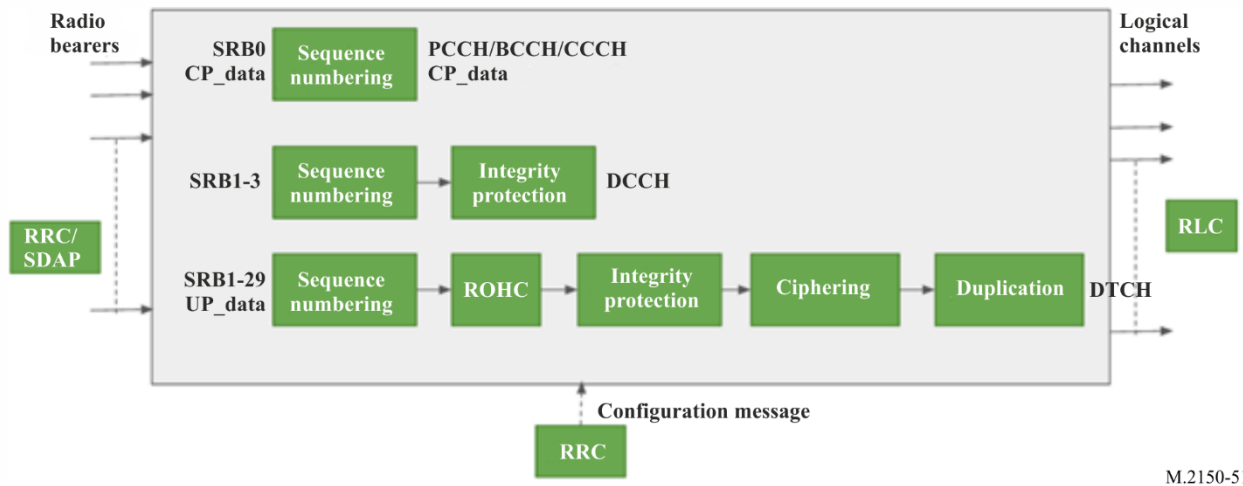 Radio
bearers
Logical
channels
SRB0
CP_data
Sequence
numbering
PCCH/BCCH/CCCH
CP_data
SRB1-3
Sequence
numbering
Integrity
protection
DCCH
RRC/
SDAP
RLC
SRB1-29
UP_data
Sequence
numbering
ROHC
Integrity
protection
Ciphering
Duplication
DTCH
Configuration message
RRC
M.2150-5